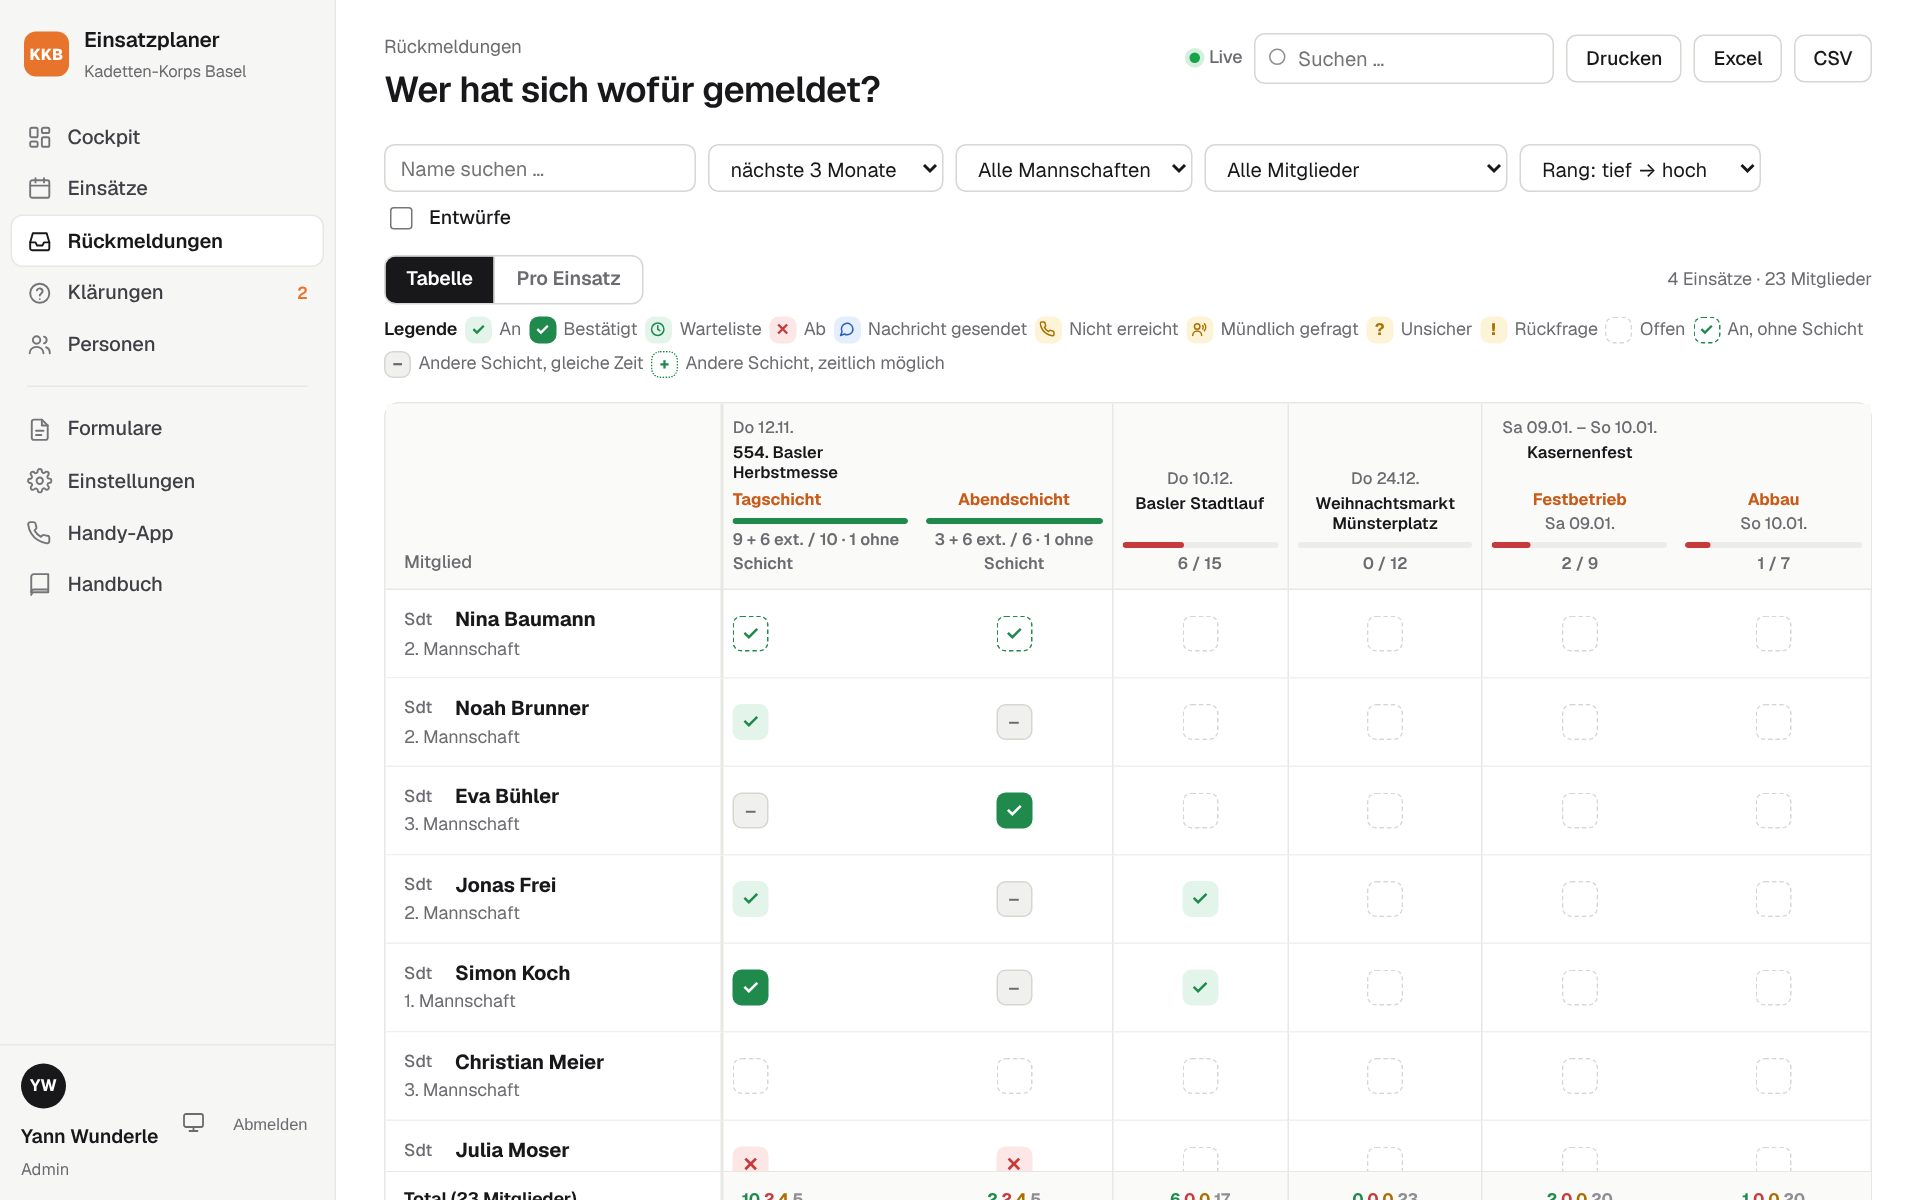 KKB
Einsatzplaner
Kadetten-Korps Basel
Cockpit
Einsätze
Rückmeldungen
Klärungen 2
Personen
Formulare
Einstellungen
Handy-App
Handbuch
YW
Yann Wunderle
Admin
Abmelden
Rückmeldungen
Wer hat sich wofür gemeldet?
Live
Suchen …
Drucken
Excel
CSV
Name suchen …
nächste 3 Monate
Alle Mannschaften
Alle Mitglieder
Rang: tief → hoch
Entwürfe
Tabelle
Pro Einsatz
4 Einsätze · 23 Mitglieder
Legende An Bestätigt Warteliste Ab Nachricht gesendet Nicht erreicht Mündlich gefragt ? Unsicher ! Rückfrage Offen An, ohne Schicht
– Andere Schicht, gleiche Zeit + Andere Schicht, zeitlich möglich
Mitglied
Do 12.11.
554. Basler
Herbstmesse
Tagschicht
9 + 6 ext. / 10 · 1 ohne
Schicht
Abendschicht
3 + 6 ext. / 6 · 1 ohne
Schicht
Do 10.12.
Basler Stadtlauf
6 / 15
Do 24.12.
Weihnachtsmarkt
Münsterplatz
0 / 12
Sa 09.01. – So 10.01.
Kasernenfest
Festbetrieb
Sa 09.01.
2 / 9
Abbau
So 10.01.
1 / 7
Sdt Nina Baumann
2. Mannschaft
Sdt Noah Brunner
2. Mannschaft
–
Sdt Eva Bühler
3. Mannschaft
–
Sdt Jonas Frei
2. Mannschaft
–
Sdt Simon Koch
1. Mannschaft
–
Sdt Christian Meier
3. Mannschaft
Sdt Julia Moser
Total (23 Mitglieder)